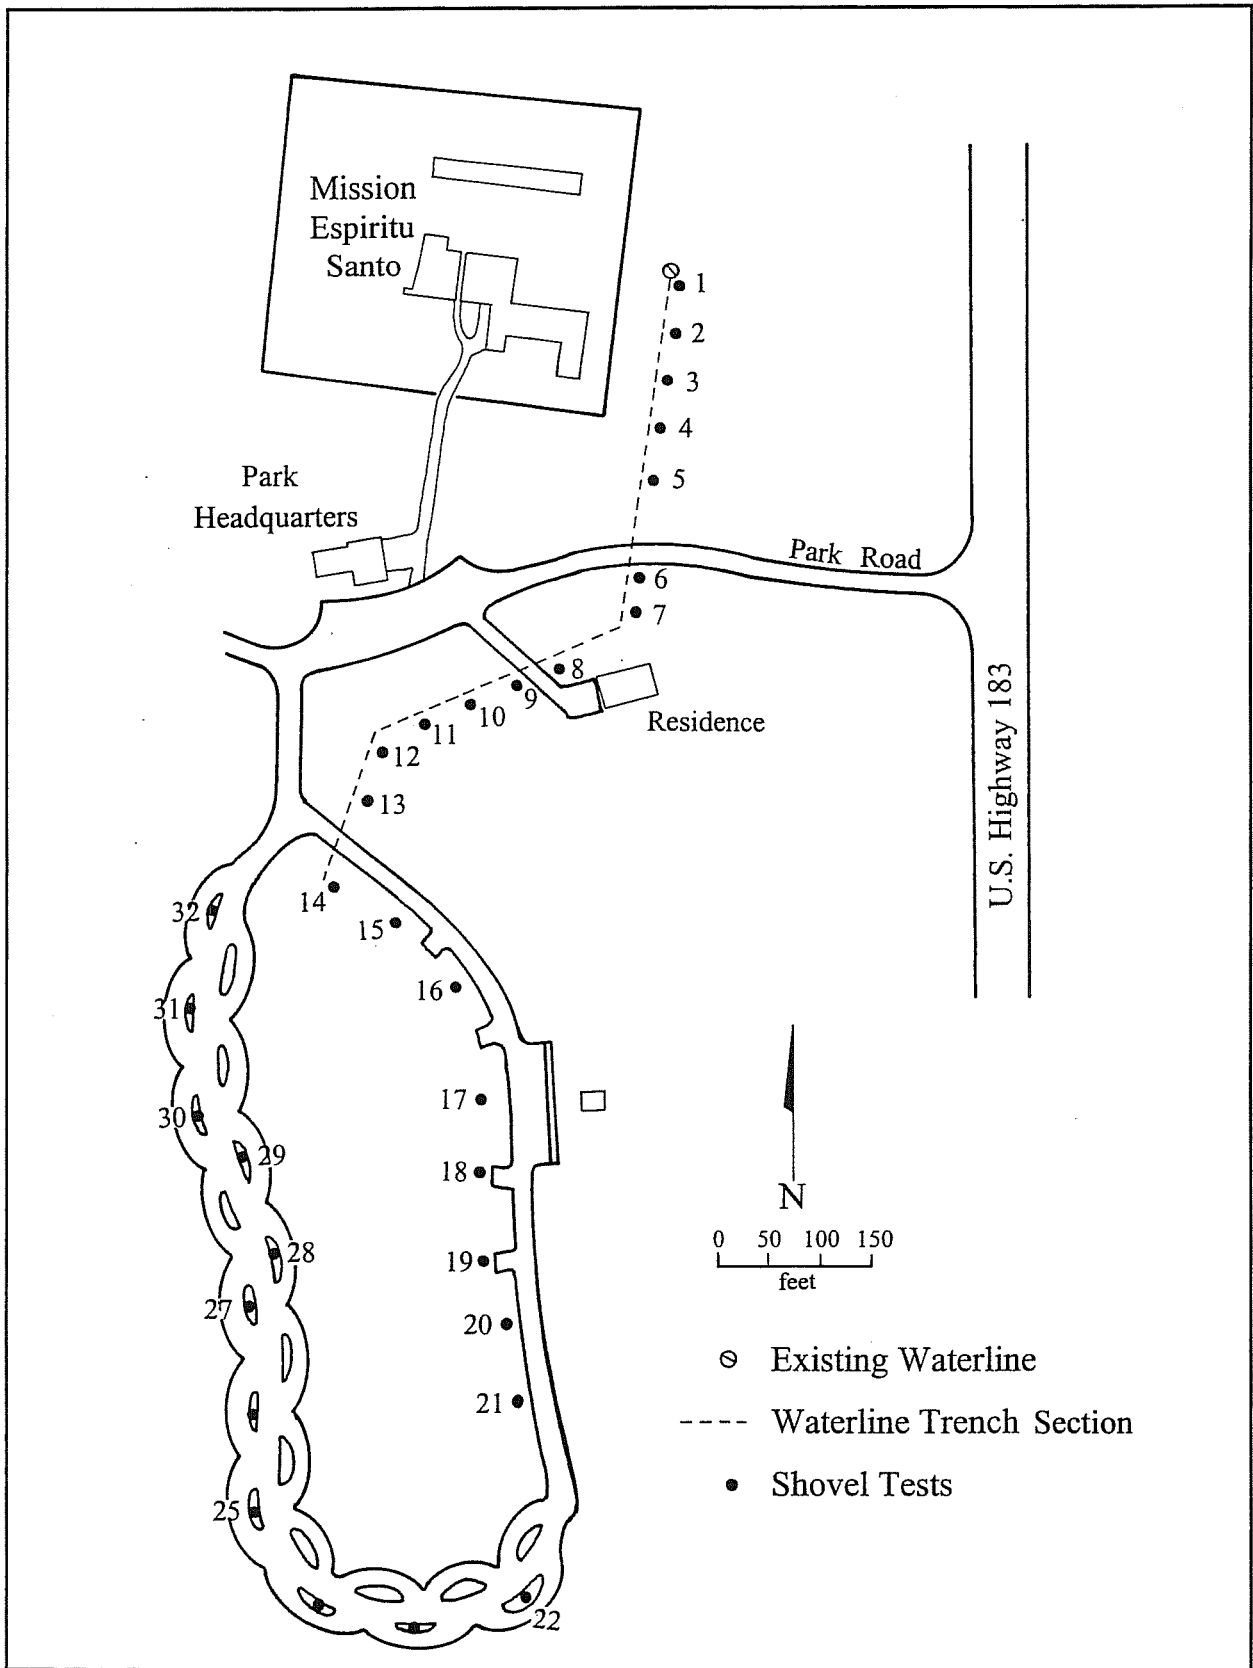 Mission
Espiritu
Santo
1
2
3
4
5
Park
Headquarters
Park Road
6
7
8
9
10
11
12
13
Residence
U.S. Highway 183
14
15
16
17
18
19
20
21
22
25
27
28
29
30
31
32
N
0 50 100 150
feet
Existing Waterline
Waterline Trench Section
Shovel Tests